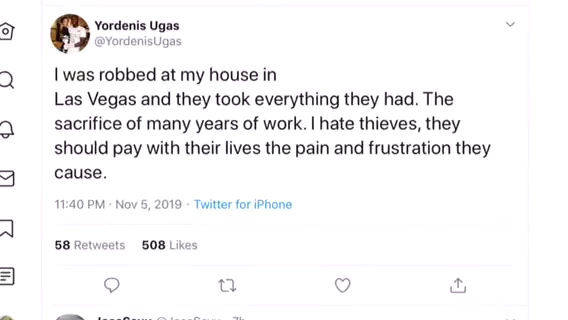 Yordenis Ugas
@YordenisUgas
I was robbed at my house in
Las Vegas and they took everything they had. The
sacrifice of many years of work. I hate thieves, they
should pay with their lives the pain and frustration they
cause.
11:40 PM · Nov 5, 2019 · Twitter for iPhone
58 Retweets 508 Likes